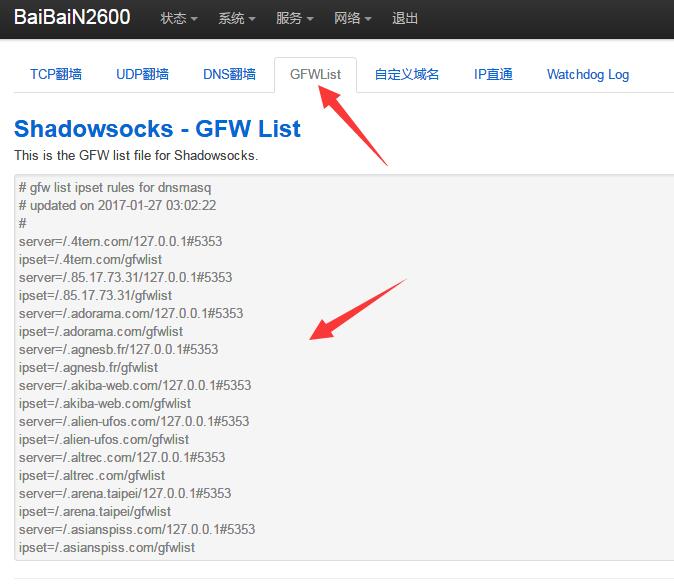 BaiBaiN2600 状态 系统 服务 网络 退出
TCP翻墙 UDP翻墙 DNS翻墙 GFWList 自定义域名 IP直通 Watchdog Log
Shadowsocks - GFW List
This is the GFW list file for Shadowsocks.
# gfw list ipset rules for dnsmasq
# updated on 2017-01-27 03:02:22
#
server=/.4tern.com/127.0.0.1#5353
ipset=/.4tern.com/gfwlist
server=/.85.17.73.31/127.0.0.1#5353
ipset=/.85.17.73.31/gfwlist
server=/.adorama.com/127.0.0.1#5353
ipset=/.adorama.com/gfwlist
server=/.agnesb.fr/127.0.0.1#5353
ipset=/.agnesb.fr/gfwlist
server=/.akiba-web.com/127.0.0.1#5353
ipset=/.akiba-web.com/gfwlist
server=/.alien-ufos.com/127.0.0.1#5353
ipset=/.alien-ufos.com/gfwlist
server=/.altrec.com/127.0.0.1#5353
ipset=/.altrec.com/gfwlist
server=/.arena.taipei/127.0.0.1#5353
ipset=/.arena.taipei/gfwlist
server=/.asianspiss.com/127.0.0.1#5353
ipset=/.asianspiss.com/gfwlist